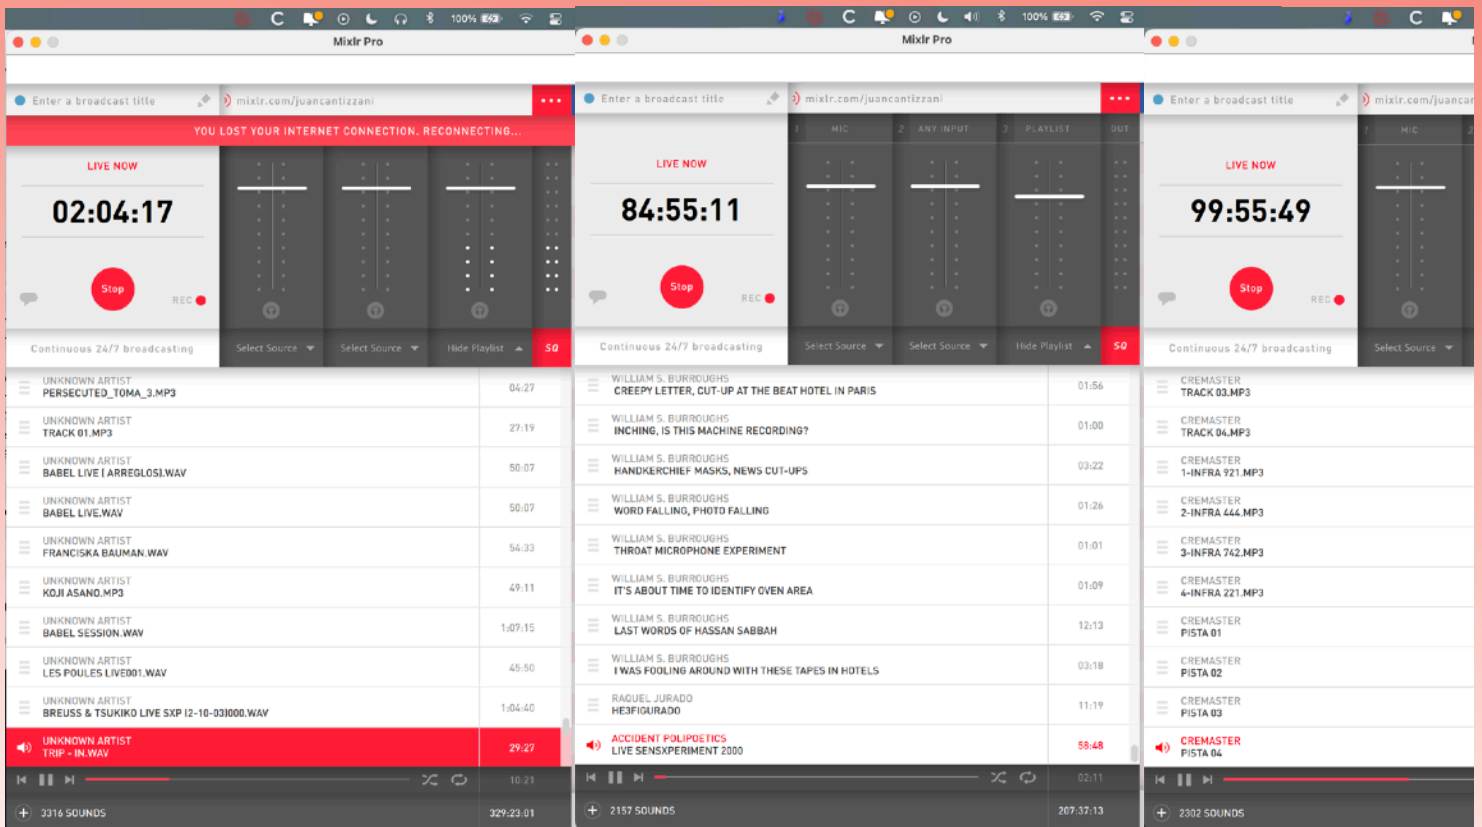 100%
Mixlr Pro
Enter a broadcast title
mixlr.com/juancantizzani
YOU LOST YOUR INTERNET CONNECTION. RECONNECTING...
LIVE NOW
02:04:17
Stop
REC
Continuous 24/7 broadcasting
Select Source
Select Source
Hide Playlist
SQ
UNKNOWN ARTIST
PERSECUTED_TOMA_3.MP3
04:27
UNKNOWN ARTIST
TRACK 01.MP3
27:19
UNKNOWN ARTIST
BABEL LIVE ( ARREGLOS).WAV
50:07
UNKNOWN ARTIST
BABEL LIVE.WAV
50:07
UNKNOWN ARTIST
FRANCISKA BAUMAN.WAV
54:33
UNKNOWN ARTIST
KOJI ASANO.MP3
49:11
UNKNOWN ARTIST
BABEL SESSION.WAV
1:07:15
UNKNOWN ARTIST
LES POULES LIVE001.WAV
45:50
UNKNOWN ARTIST
BREUSS & TSUKIKO LIVE SXP (2-10-03)000.WAV
1:04:40
UNKNOWN ARTIST
TRIP - IN.WAV
29:27
10:21
3316 SOUNDS
329:23:01
100%
Mixlr Pro
Enter a broadcast title
mixlr.com/juancantizzani
1 MIC
2 ANY INPUT
3 PLAYLIST
OUT
LIVE NOW
84:55:11
Stop
REC
Continuous 24/7 broadcasting
Select Source
Select Source
Hide Playlist
SQ
WILLIAM S. BURROUGHS
CREEPY LETTER, CUT-UP AT THE BEAT HOTEL IN PARIS
01:56
WILLIAM S. BURROUGHS
INCHING, IS THIS MACHINE RECORDING?
01:00
WILLIAM S. BURROUGHS
HANDKERCHIEF MASKS, NEWS CUT-UPS
03:22
WILLIAM S. BURROUGHS
WORD FALLING, PHOTO FALLING
01:26
WILLIAM S. BURROUGHS
THROAT MICROPHONE EXPERIMENT
01:01
WILLIAM S. BURROUGHS
IT'S ABOUT TIME TO IDENTIFY OVEN AREA
01:09
WILLIAM S. BURROUGHS
LAST WORDS OF HASSAN SABBAH
12:13
WILLIAM S. BURROUGHS
I WAS FOOLING AROUND WITH THESE TAPES IN HOTELS
03:18
RAQUEL JURADO
HE3FIGURADO
11:19
ACCIDENT POLIPOETICS
LIVE SENSXPERIMENT 2000
58:48
02:11
2157 SOUNDS
207:37:13
Enter a broadcast title
mixlr.com/juancar
1 MIC
2
LIVE NOW
99:55:49
Stop
REC
Continuous 24/7 broadcasting
Select Source
CREMASTER
TRACK 03.MP3
CREMASTER
TRACK 04.MP3
CREMASTER
1-INFRA 921.MP3
CREMASTER
2-INFRA 444.MP3
CREMASTER
3-INFRA 742.MP3
CREMASTER
4-INFRA 221.MP3
CREMASTER
PISTA 01
CREMASTER
PISTA 02
CREMASTER
PISTA 03
CREMASTER
PISTA 04
2302 SOUNDS